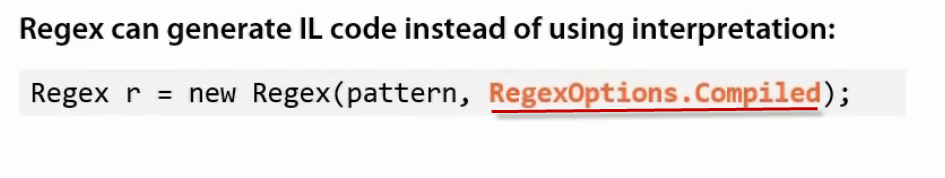 Regex can generate IL code instead of using interpretation:
Regex r = new Regex(pattern, RegexOptions.Compiled);